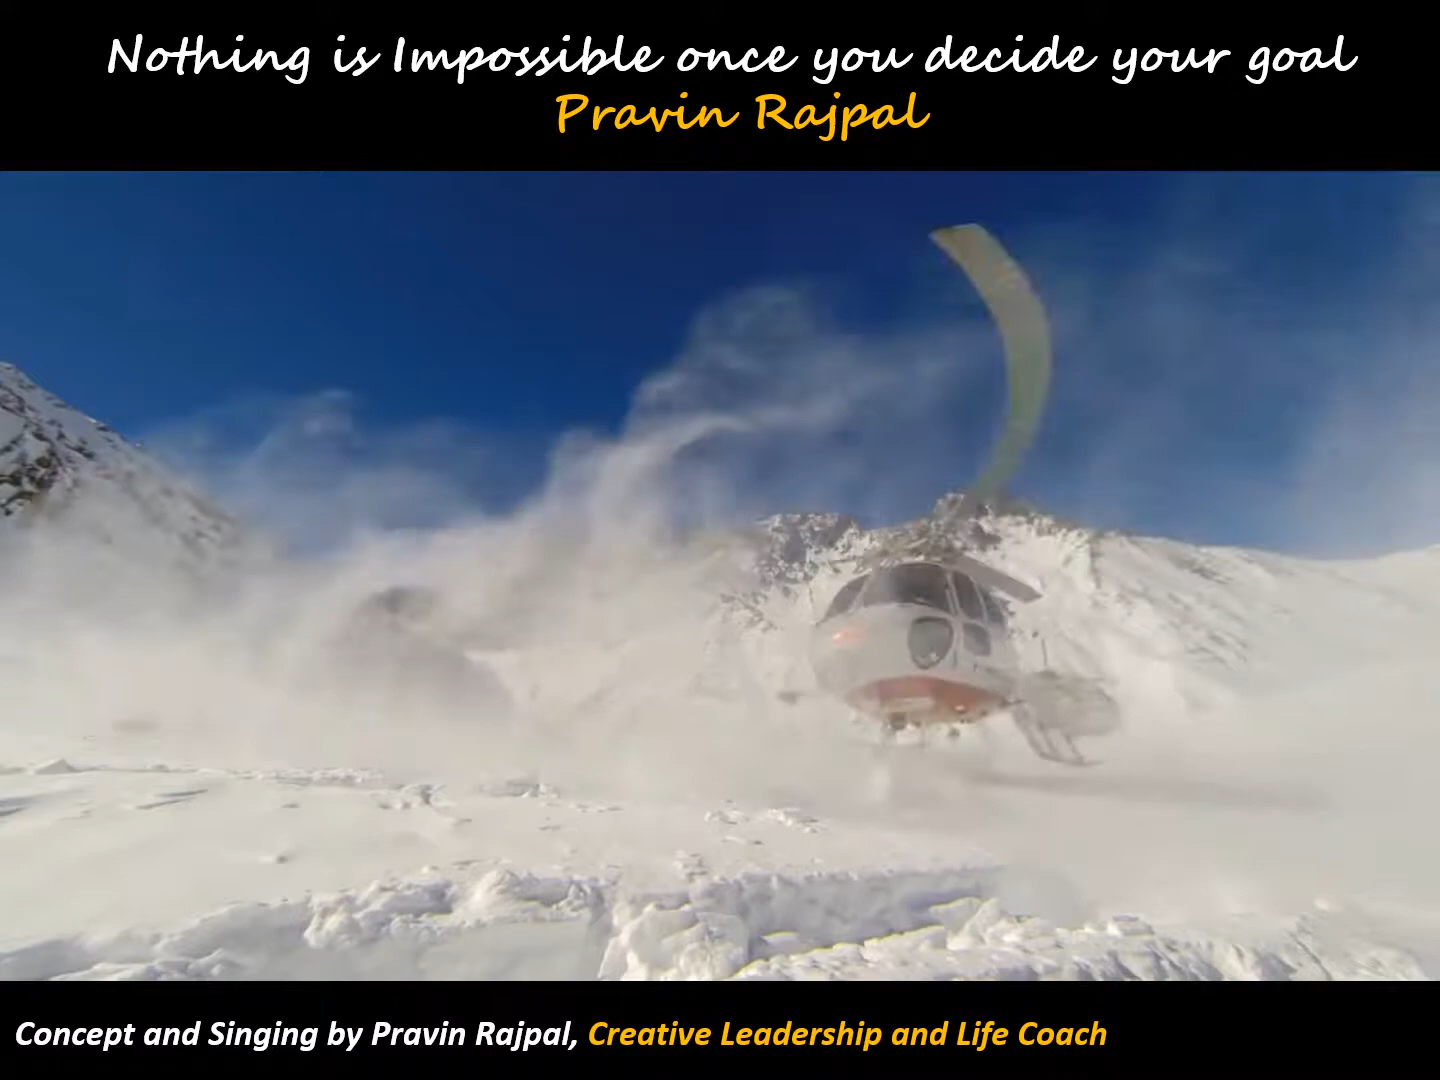 Nothing is Impossible once you decide your goal
Pravin Rajpal
Concept and Singing by Pravin Rajpal, Creative Leadership and Life Coach